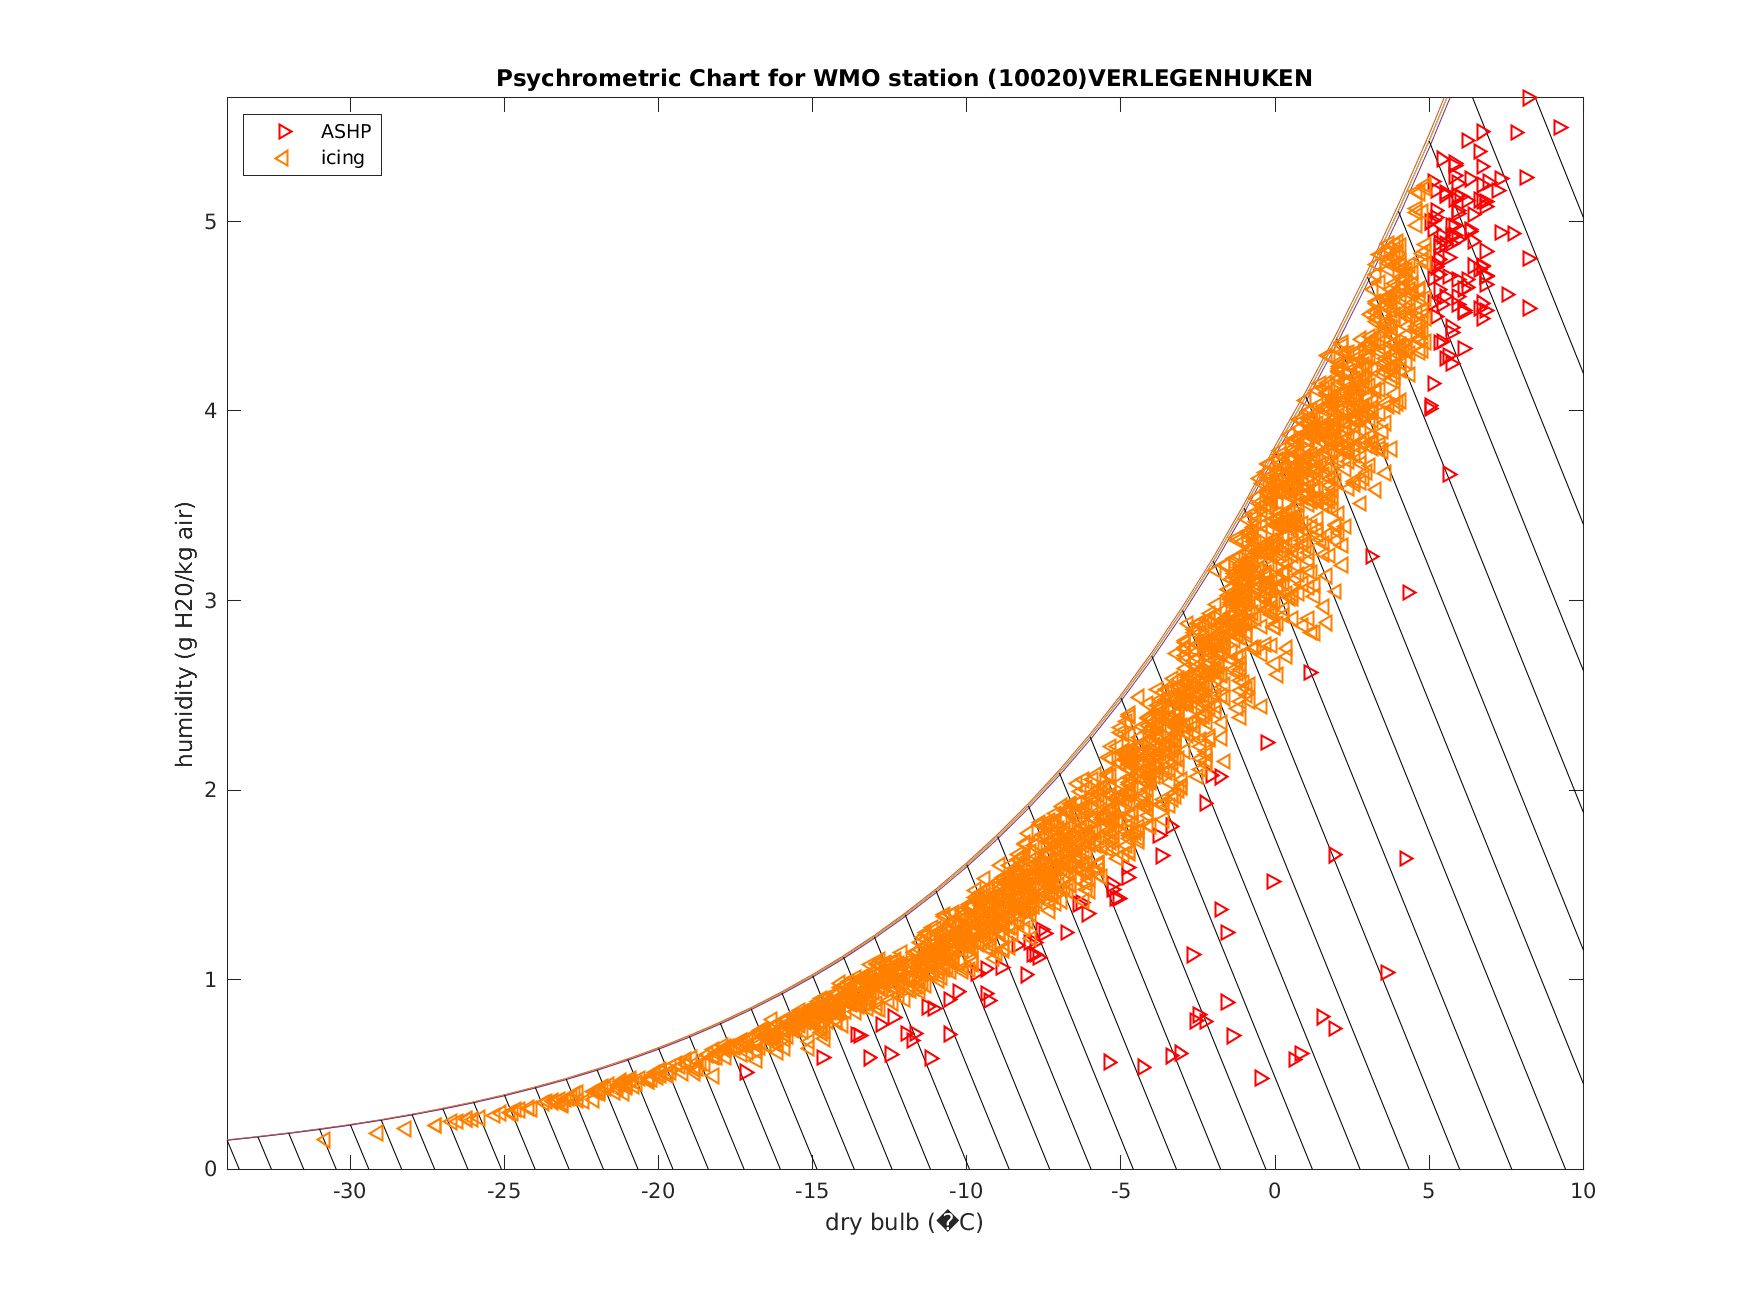 Psychrometric Chart for WMO station (10020)VERLEGENHUKEN
ASHP
icing
humidity (g H20/kg air)
5
4
3
2
1
0
-30 -25 -20 -15 -10 -5 0 5 10
dry bulb (�C)